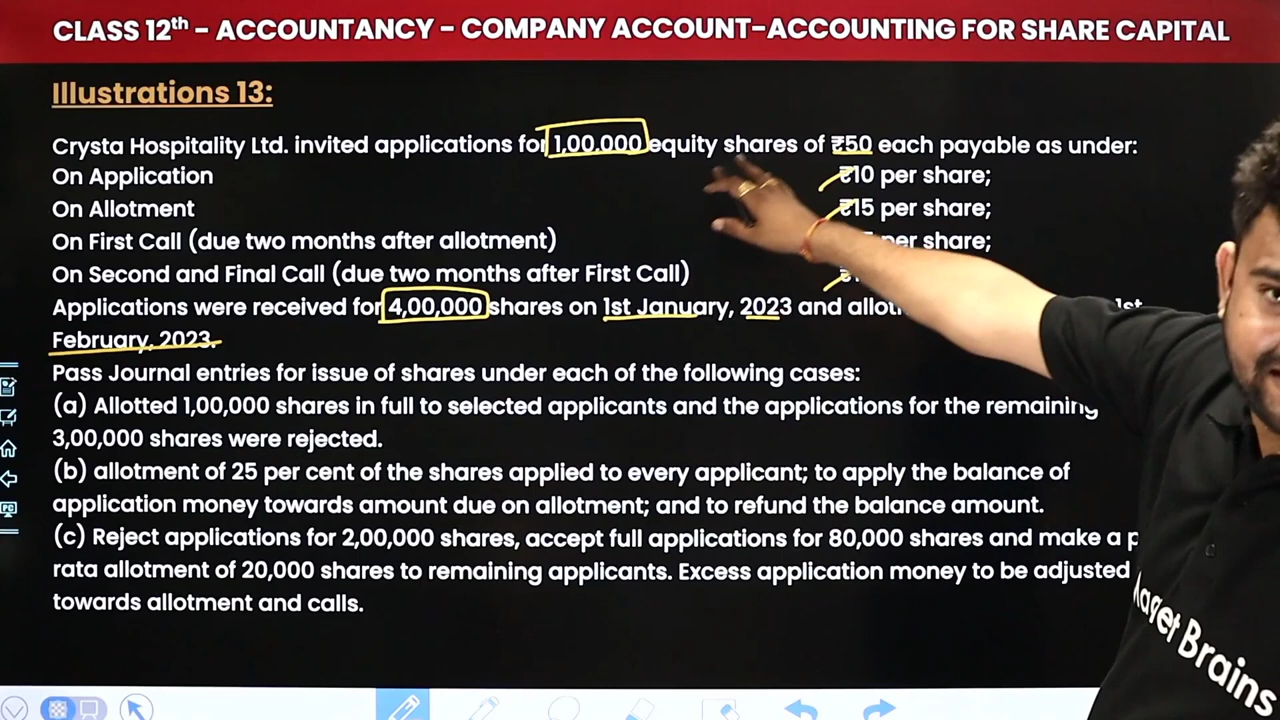 CLASS 12th – ACCOUNTANCY – COMPANY ACCOUNT-ACCOUNTING FOR SHARE CAPITAL
Illustrations 13:
Crysta Hospitality Ltd. invited applications for 1,00,000 equity shares of ₹50 each payable as under:
On Application ₹10 per share;
On Allotment ₹15 per share;
On First Call (due two months after allotment) per share;
On Second and Final Call (due two months after First Call)
Applications were received for 4,00,000 shares on 1st January, 2023 and 1st
February, 2023.
Pass Journal entries for issue of shares under each of the following cases:
(a) Allotted 1,00,000 shares in full to selected applicants and the applications for the remaining
3,00,000 shares were rejected.
(b) allotment of 25 per cent of the shares applied to every applicant; to apply the balance of
application money towards amount due on allotment; and to refund the balance amount.
(c) Reject applications for 2,00,000 shares, accept full applications for 80,000 shares and make a
rata allotment of 20,000 shares to remaining applicants. Excess application money to be adjusted
towards allotment and calls.
Brains
PC